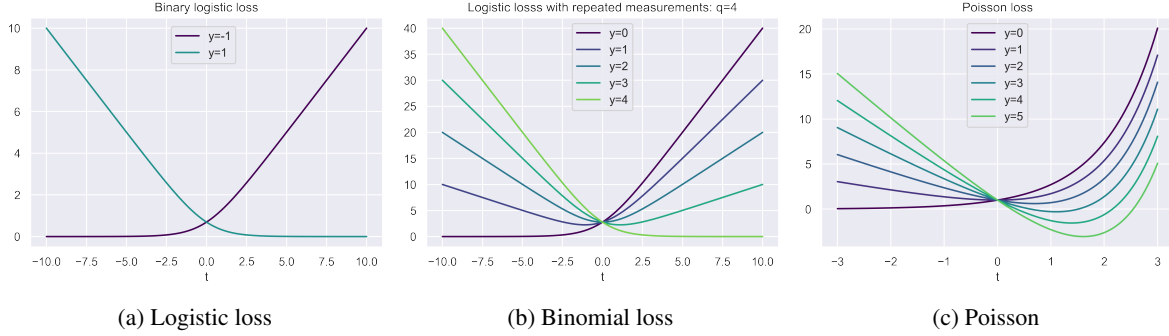 Binary logistic loss
y=-1
y=1
10
8
6
4
2
0
−10.0 −7.5 −5.0 −2.5 0.0 2.5 5.0 7.5 10.0
t
(a) Logistic loss
Logistic losss with repeated measurements: q=4
y=0
y=1
y=2
y=3
y=4
40
35
30
25
20
15
10
5
0
−10.0 −7.5 −5.0 −2.5 0.0 2.5 5.0 7.5 10.0
t
(b) Binomial loss
Poisson loss
y=0
y=1
y=2
y=3
y=4
y=5
20
15
10
5
0
−3 −2 −1 0 1 2 3
t
(c) Poisson